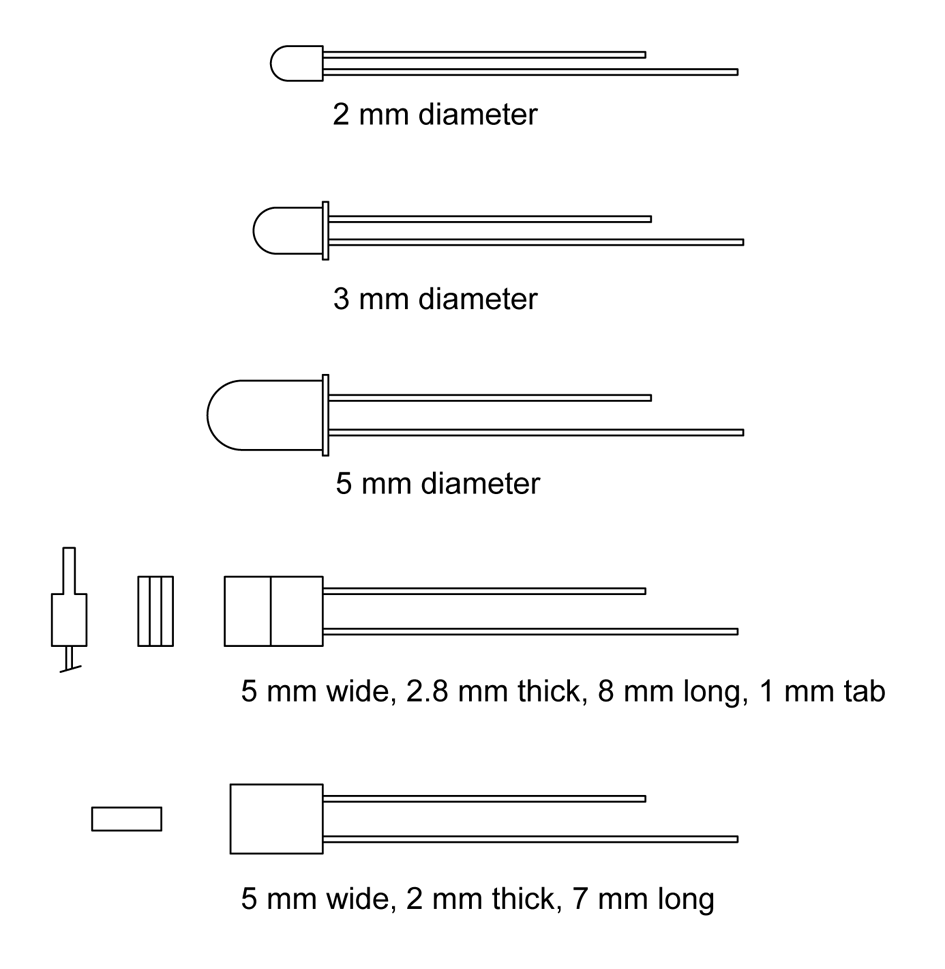 2 mm diameter
3 mm diameter
5 mm diameter
5 mm wide, 2.8 mm thick, 8 mm long, 1 mm tab
5 mm wide, 2 mm thick, 7 mm long